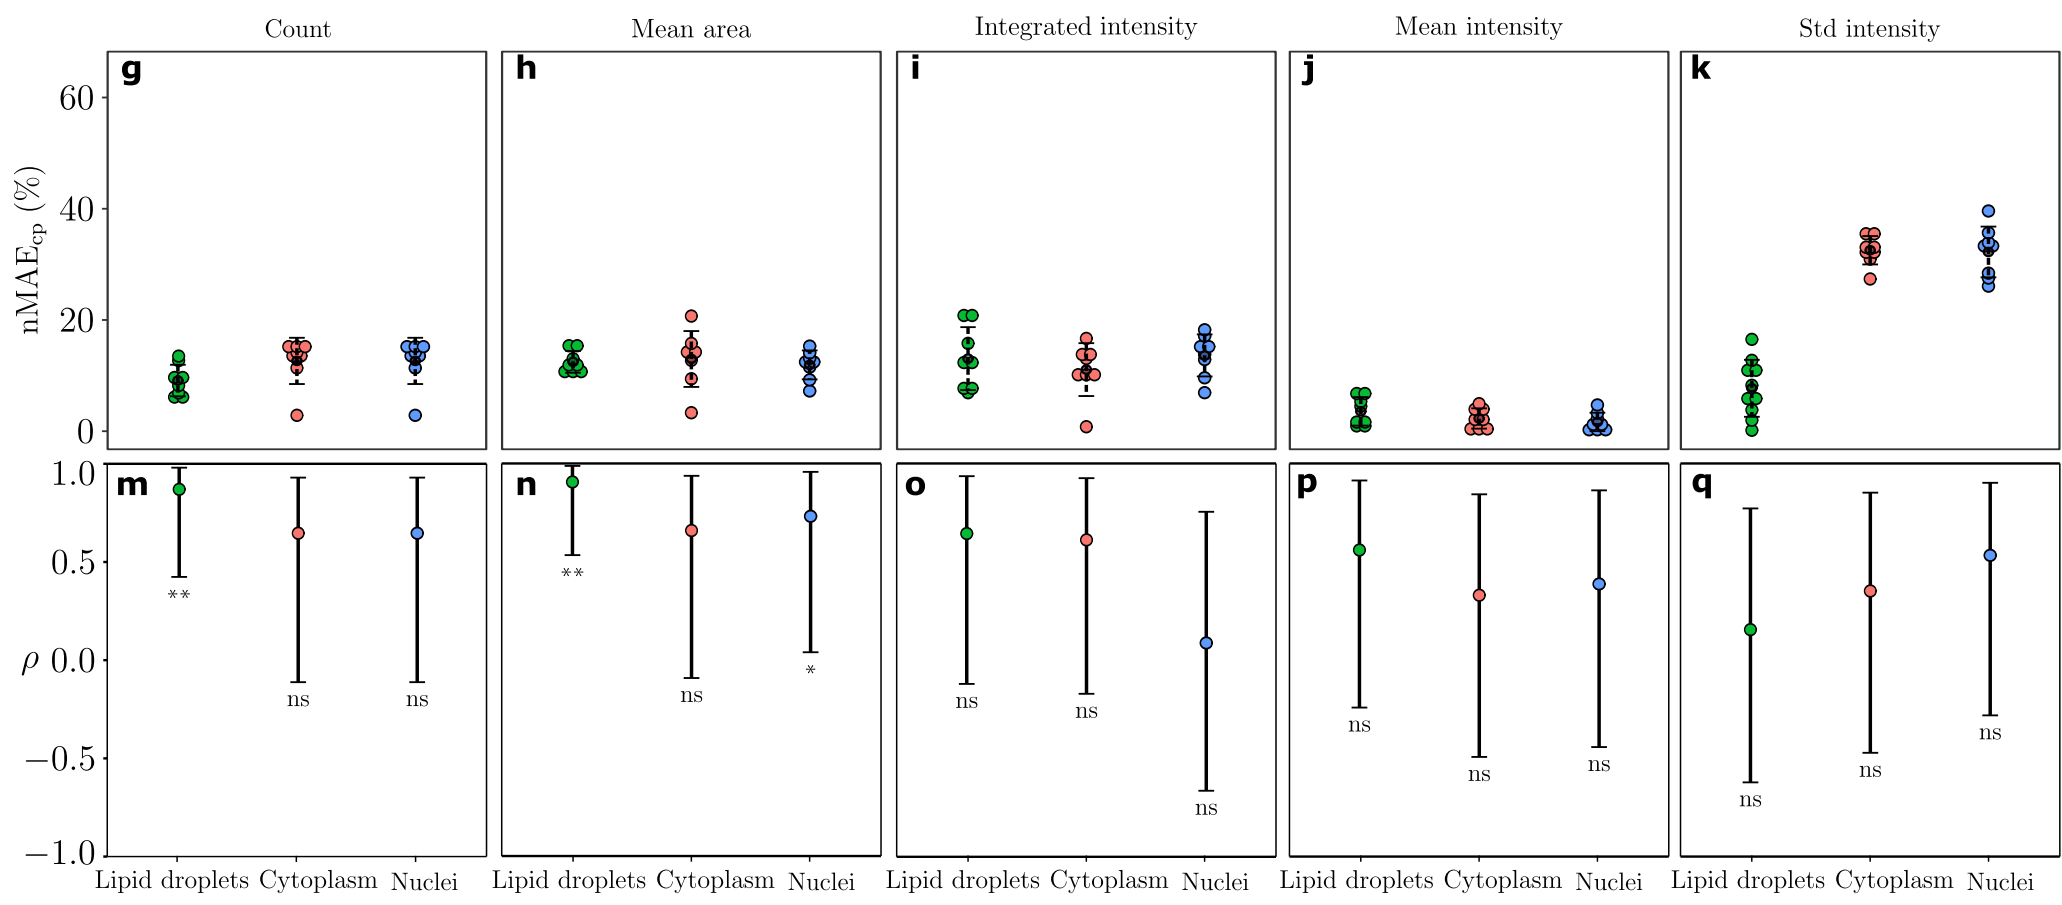 Count Mean area Integrated intensity Mean intensity Std intensity
g h i j k
60
40
20
0
nMAEcp (%)
m n o p q
1.0
0.5
0.0
−0.5
−1.0
ρ
** ns ns
** ns *
ns ns ns
ns ns ns
ns ns ns
Lipid droplets Cytoplasm Nuclei Lipid droplets Cytoplasm Nuclei Lipid droplets Cytoplasm Nuclei Lipid droplets Cytoplasm Nuclei Lipid droplets Cytoplasm Nuclei